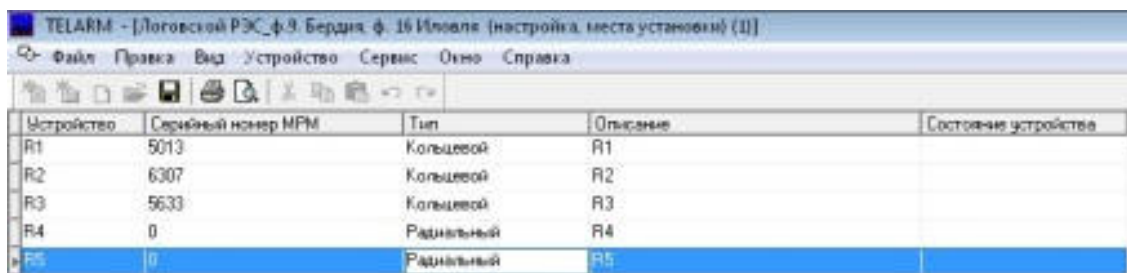 TELARM - [Логовской РЭС_ф.9. Бердия, ф. 16 Иловля (настройка, места установки) (1)]
Файл Правка Вид Устройство Сервис Окно Справка
Устройство Серийный номер МРМ Тип Описание Состояние устройства
R1 5013 Кольцевой R1
R2 6307 Кольцевой R2
R3 5633 Кольцевой R3
R4 0 Радиальный R4
R5 0 Радиальный R5